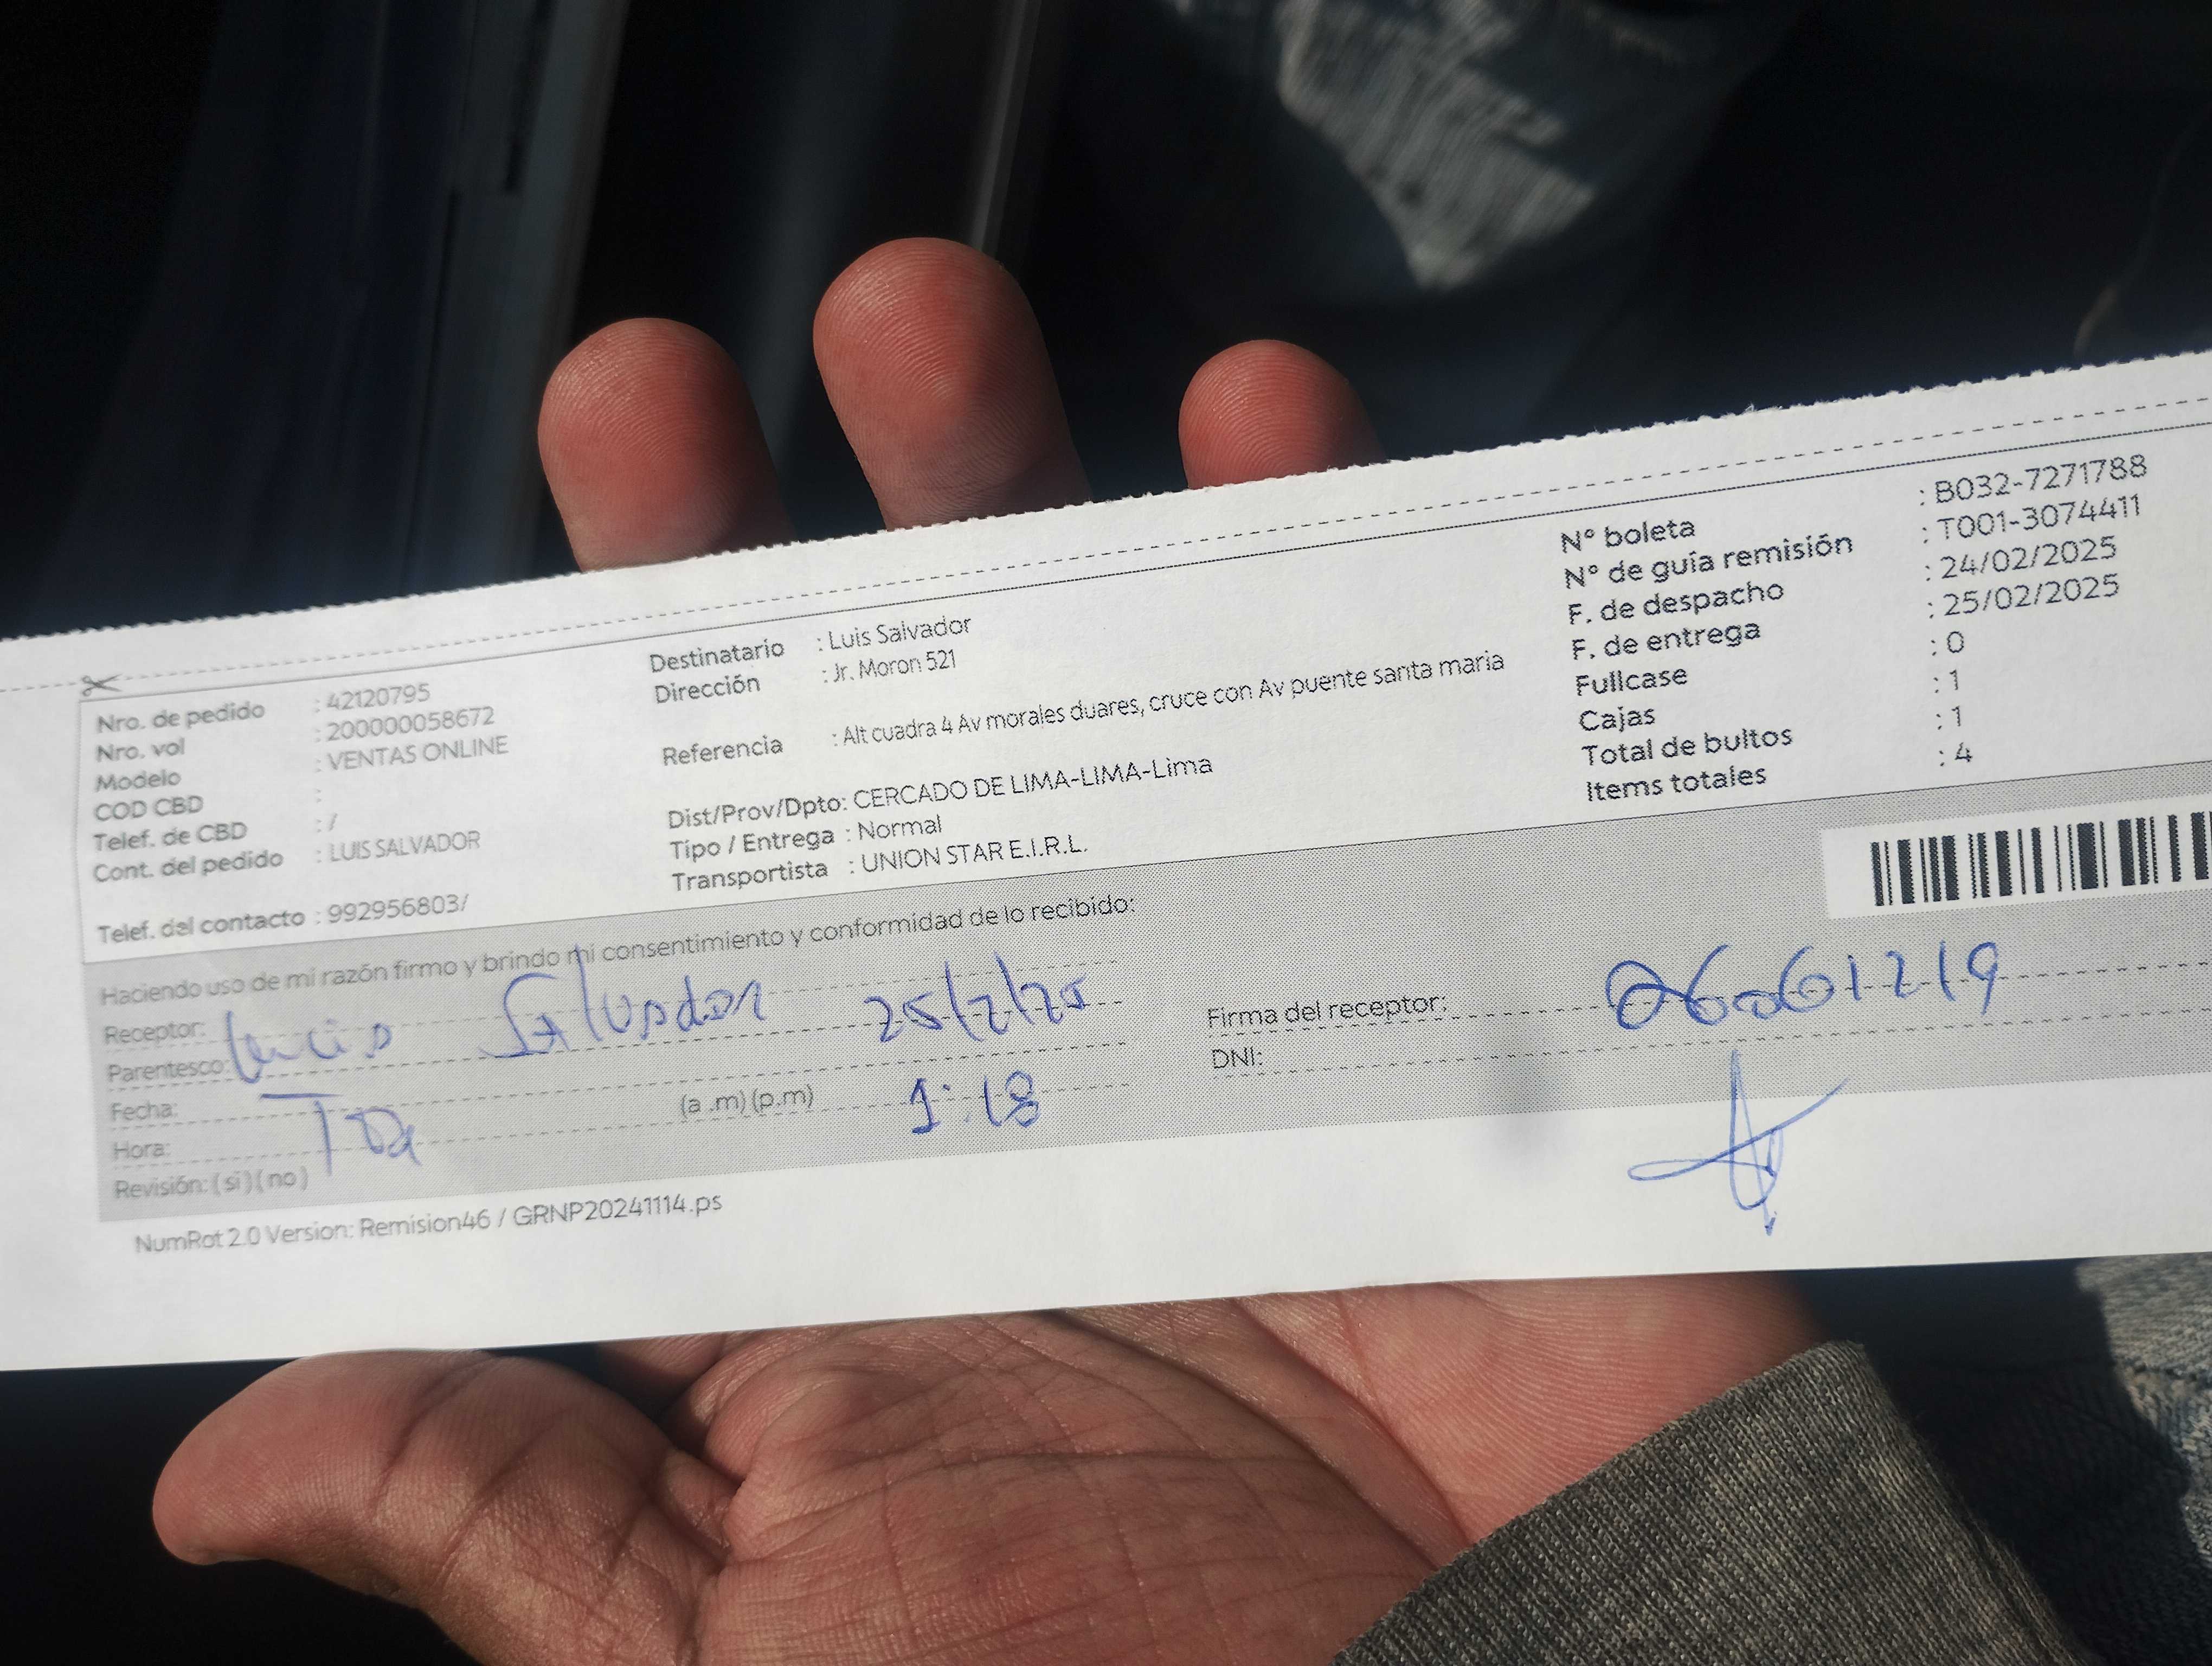 Nro. de pedido : 42120795
Nro. vol : 200000058672
Modelo : VENTAS ONLINE
COD CBD :
Telef. de CBD : /
Cont. del pedido : LUIS SALVADOR
Telef. del contacto : 992956803/
Destinatario : Luis Salvador
Dirección : Jr. Moron 521
Referencia : Alt cuadra 4 Av morales duares, cruce con Av puente santa maria
Dist/Prov/Dpto: CERCADO DE LIMA-LIMA-Lima
Tipo / Entrega : Normal
Transportista : UNION STAR E.I.R.L.
N° boleta : B032-7271788
N° de guía remisión : T001-3074411
F. de despacho : 24/02/2025
F. de entrega : 25/02/2025
Fullcase : 0
Cajas : 1
Total de bultos : 1
Items totales : 4
Haciendo uso de mi razón firmo y brindo mi consentimiento y conformidad de lo recibido:
Receptor: Salvador 25/2/25
Parentesco:
Fecha:
Hora: (a .m) (p.m) 1:18
Revisión: ( si ) ( no )
Firma del receptor: 06061219
DNI:
NumRot 2.0 Version: Remision46 / GRNP20241114.ps